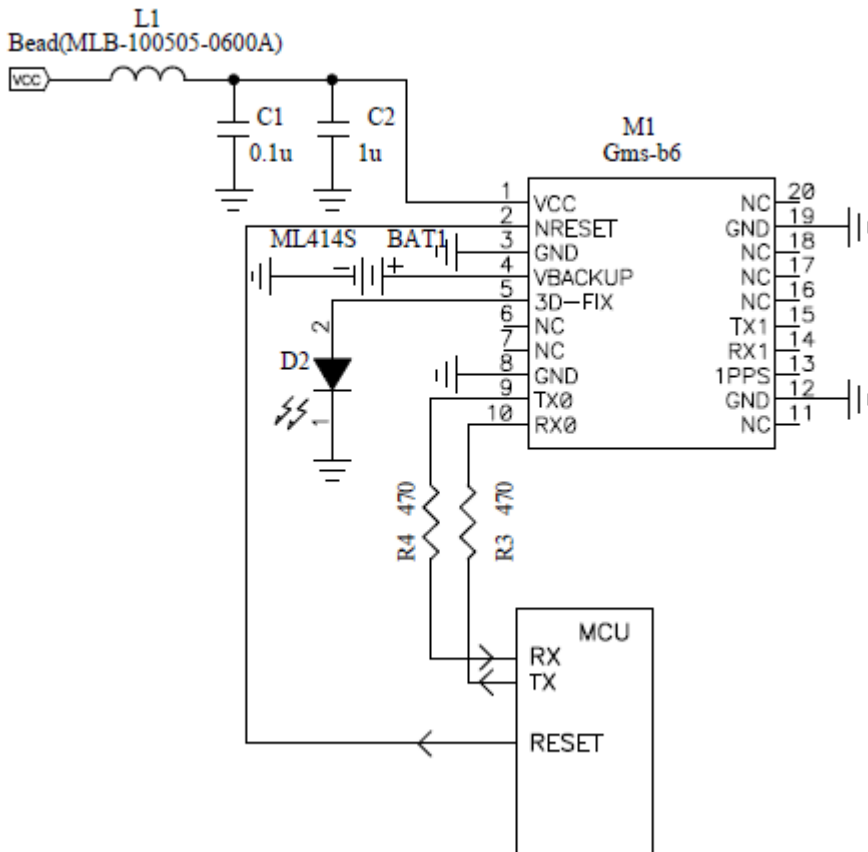 L1
Bead(MLB-100505-0600A)
VCC
C1
0.1u
C2
1u
M1
Gms-b6
1 VCC
2 NRESET
3 GND
4 VBACKUP
5 3D-FIX
6 NC
7 NC
8 GND
9 TX0
10 RX0
NC 20
GND 19
NC 18
NC 17
NC 16
TX1 15
RX1 14
1PPS 13
GND 12
NC 11
ML414S BAT1
- +
2
D2
1
R4 470
R3 470
MCU
RX
TX
RESET